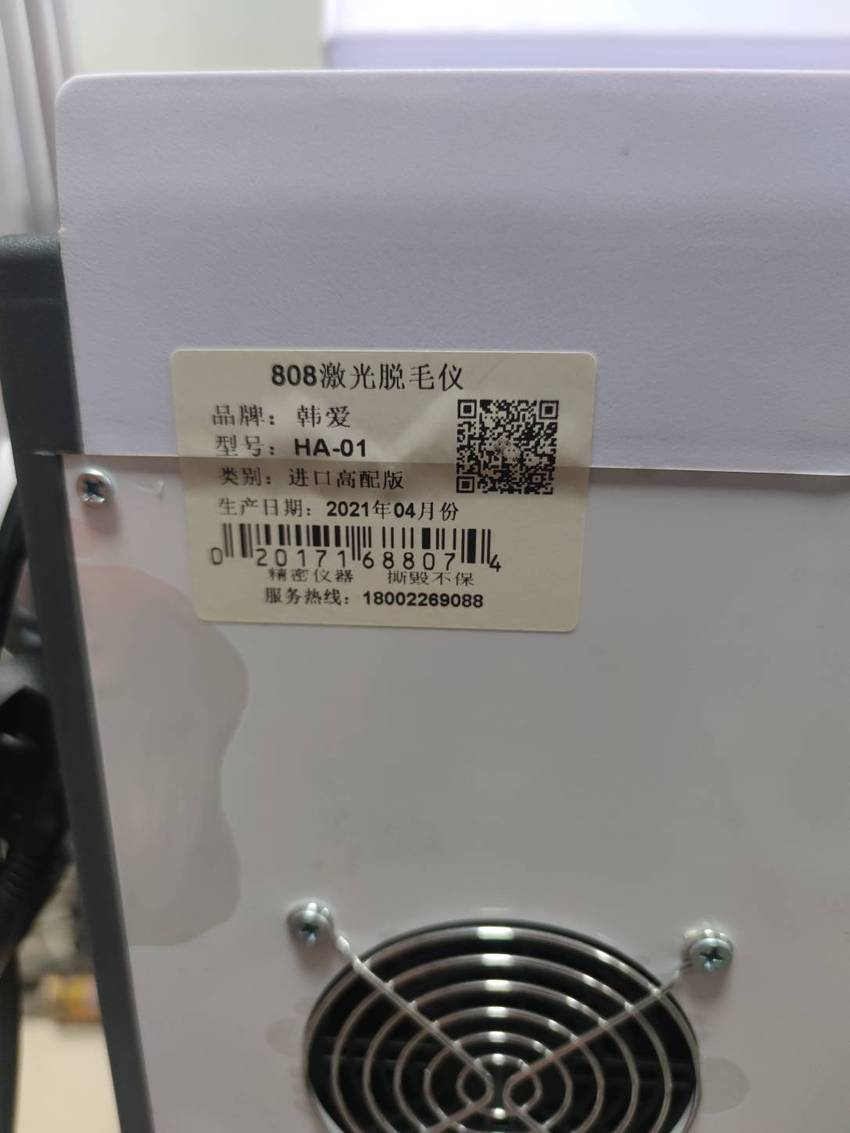 808激光脱毛仪
品牌：韩爱
型号：HA-01
类别：进口高配版
生产日期：2021年04月份
0 20171 68807 4
精密仪器 撕毁不保
服务热线：18002269088